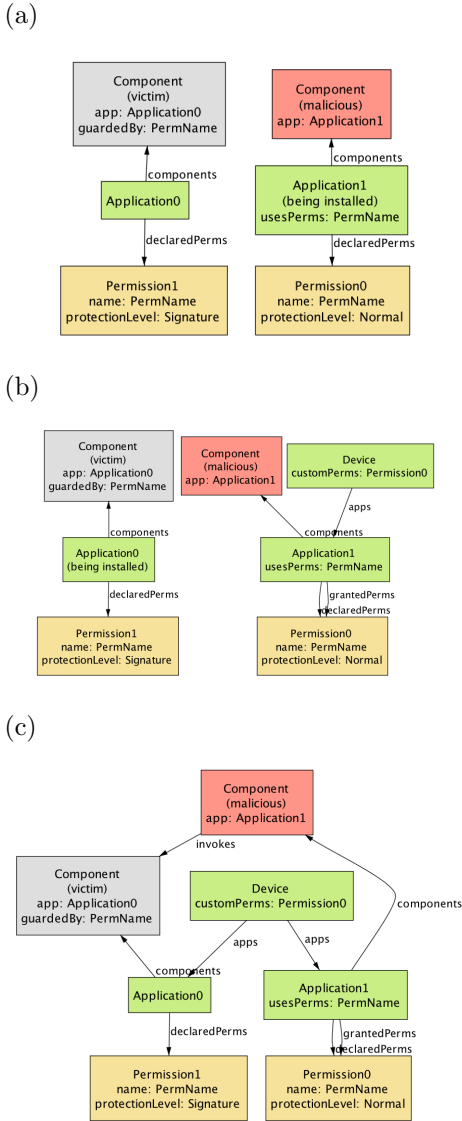 (a)
Component
(victim)
app: Application0
guardedBy: PermName
Component
(malicious)
app: Application1
components
components
Application0
Application1
(being installed)
usesPerms: PermName
declaredPerms
declaredPerms
Permission1
name: PermName
protectionLevel: Signature
Permission0
name: PermName
protectionLevel: Normal
(b)
Component
(victim)
app: Application0
guardedBy: PermName
Component
(malicious)
app: Application1
Device
customPerms: Permission0
apps
components
components
Application0
(being installed)
Application1
usesPerms: PermName
declaredPerms
grantedPerms
declaredPerms
Permission1
name: PermName
protectionLevel: Signature
Permission0
name: PermName
protectionLevel: Normal
(c)
Component
(malicious)
app: Application1
invokes
Component
(victim)
app: Application0
guardedBy: PermName
Device
customPerms: Permission0
components
apps
apps
components
Application0
Application1
usesPerms: PermName
declaredPerms
grantedPerms
declaredPerms
Permission1
name: PermName
protectionLevel: Signature
Permission0
name: PermName
protectionLevel: Normal